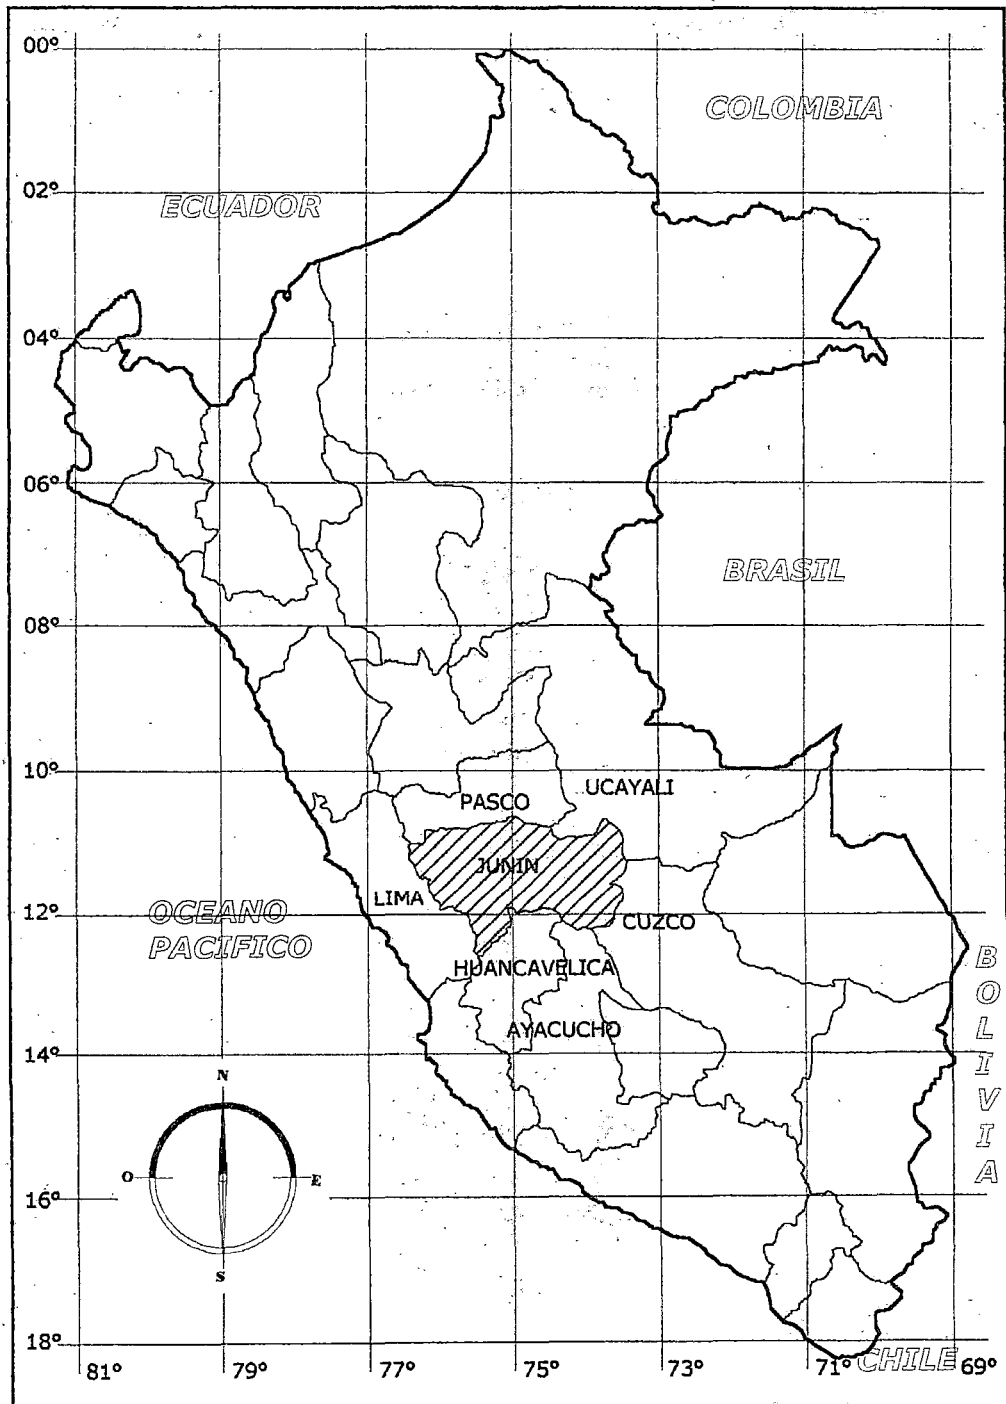 00°
COLOMBIA
02°
ECUADOR
04°
06°
BRASIL
08°
10°
UCAYALI
PASCO
JUNIN
LIMA
12°
OCEANO
PACIFICO
CUZCO
HUANCAVELICA
BOLIVIA
AYACUCHO
14°
N
O
E
16°
S
18°
81°
79°
77°
75°
73°
71°
CHILE
69°